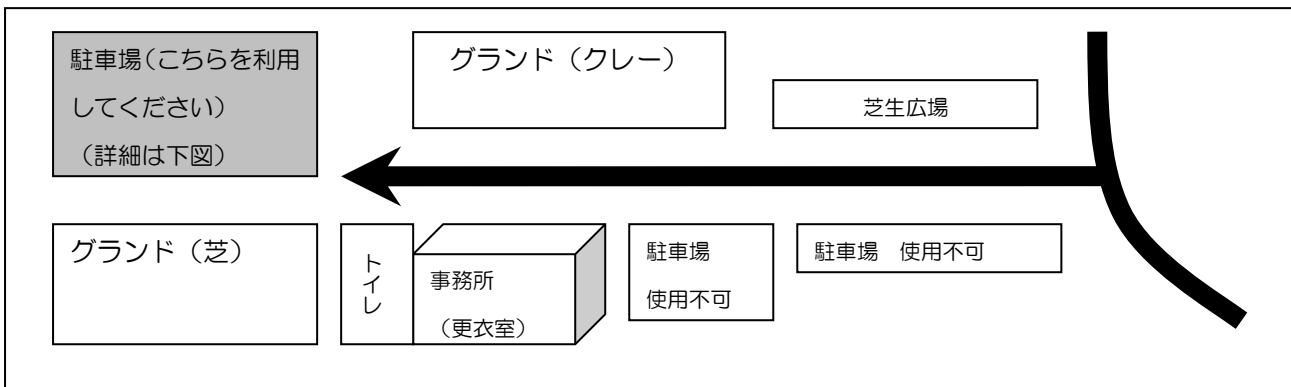 駐車場（こちらを利用
してください）
（詳細は下図）
グランド（クレー）
芝生広場
グランド（芝）
トイレ
事務所
（更衣室）
駐車場
使用不可
駐車場　使用不可